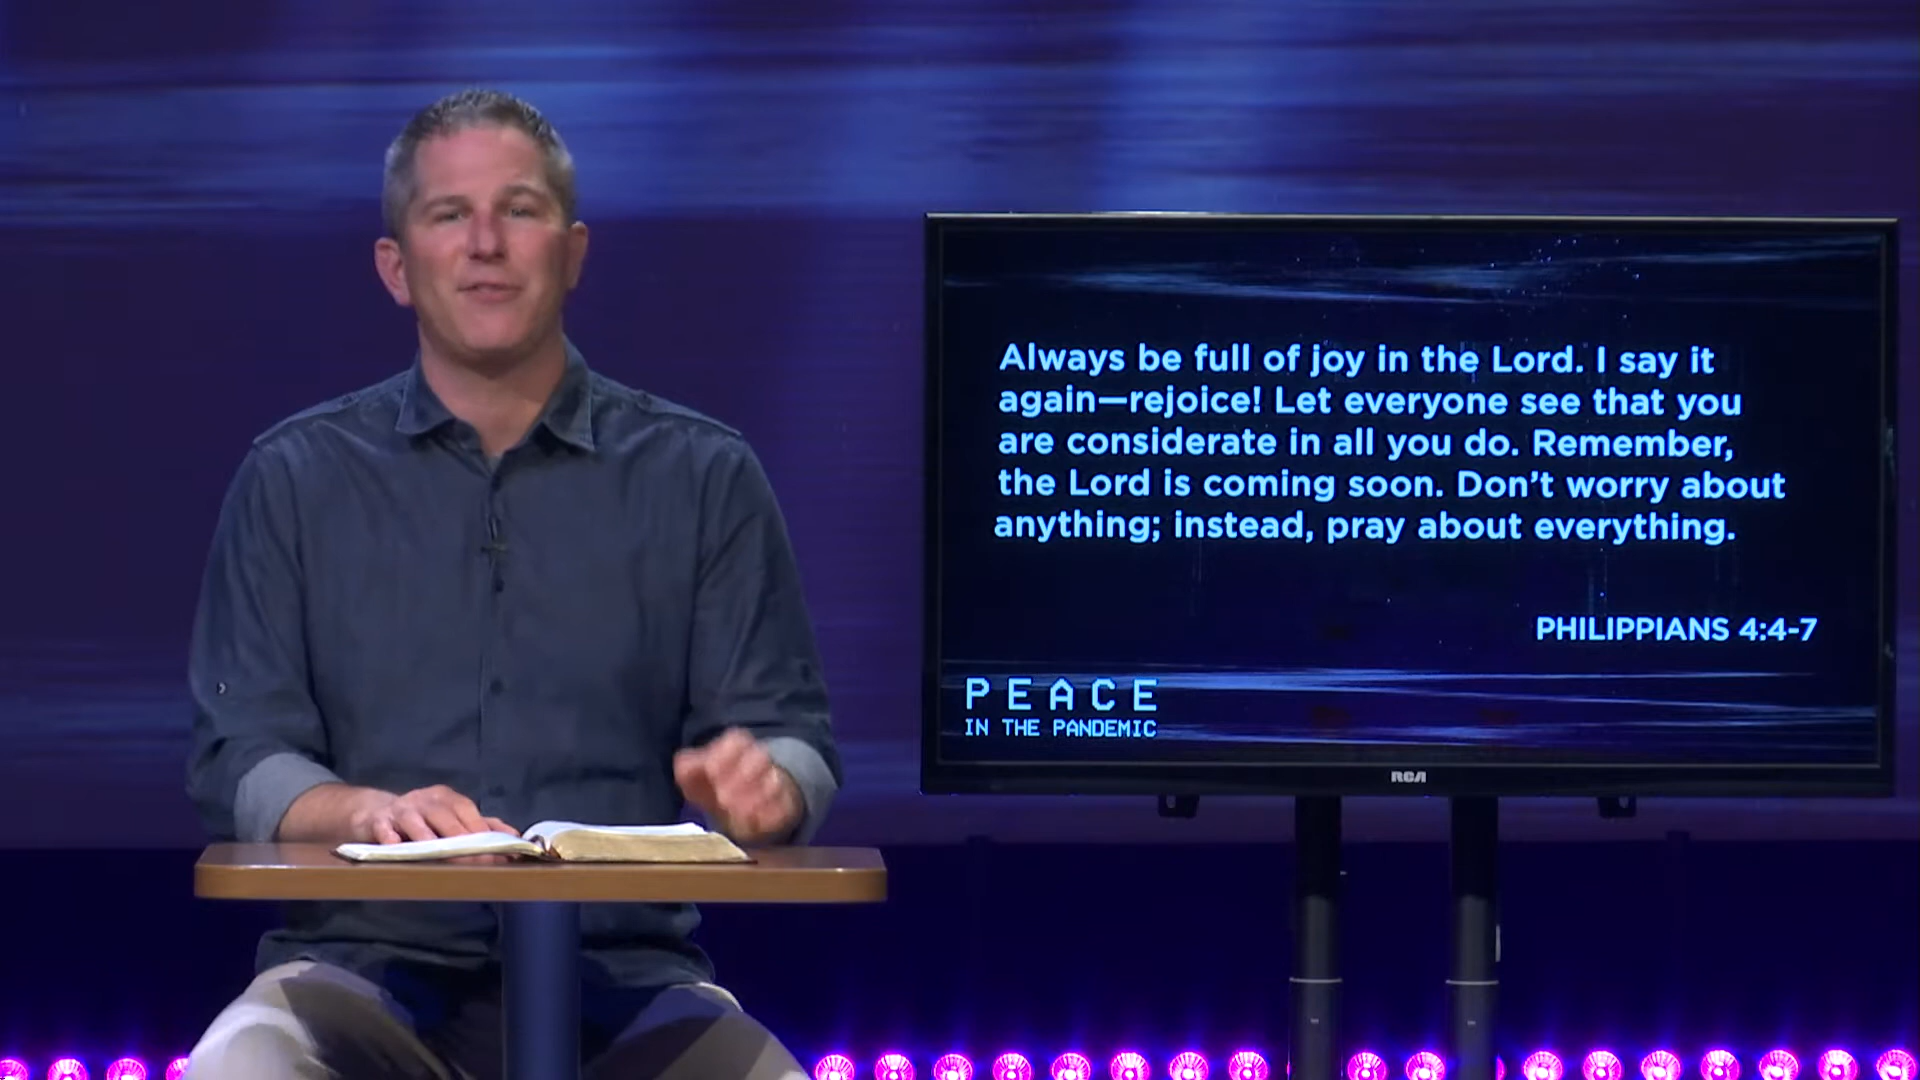 Always be full of joy in the Lord. I say it
again—rejoice! Let everyone see that you
are considerate in all you do. Remember,
the Lord is coming soon. Don't worry about
anything; instead, pray about everything.
PHILIPPIANS 4:4-7
PEACE
IN THE PANDEMIC
RCA